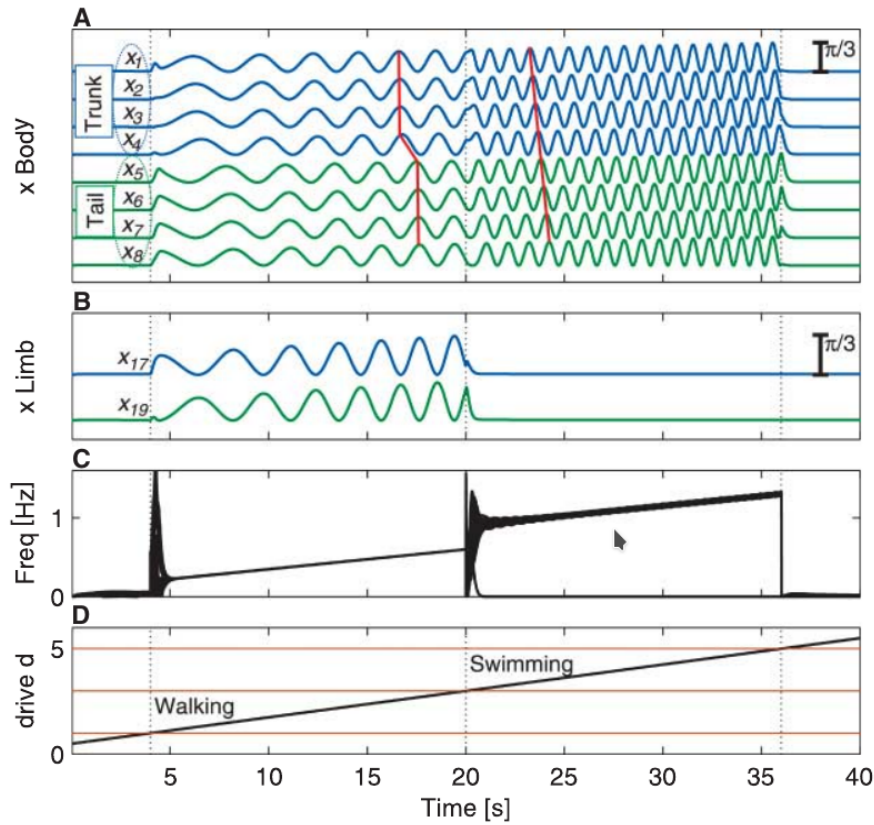 A
x Body
Trunk
Tail
x1
x2
x3
x4
x5
x6
x7
x8
π/3
B
x Limb
x17
x19
π/3
C
Freq [Hz]
1
0
D
drive d
5
0
Walking
Swimming
5 10 15 20 25 30 35 40
Time [s]